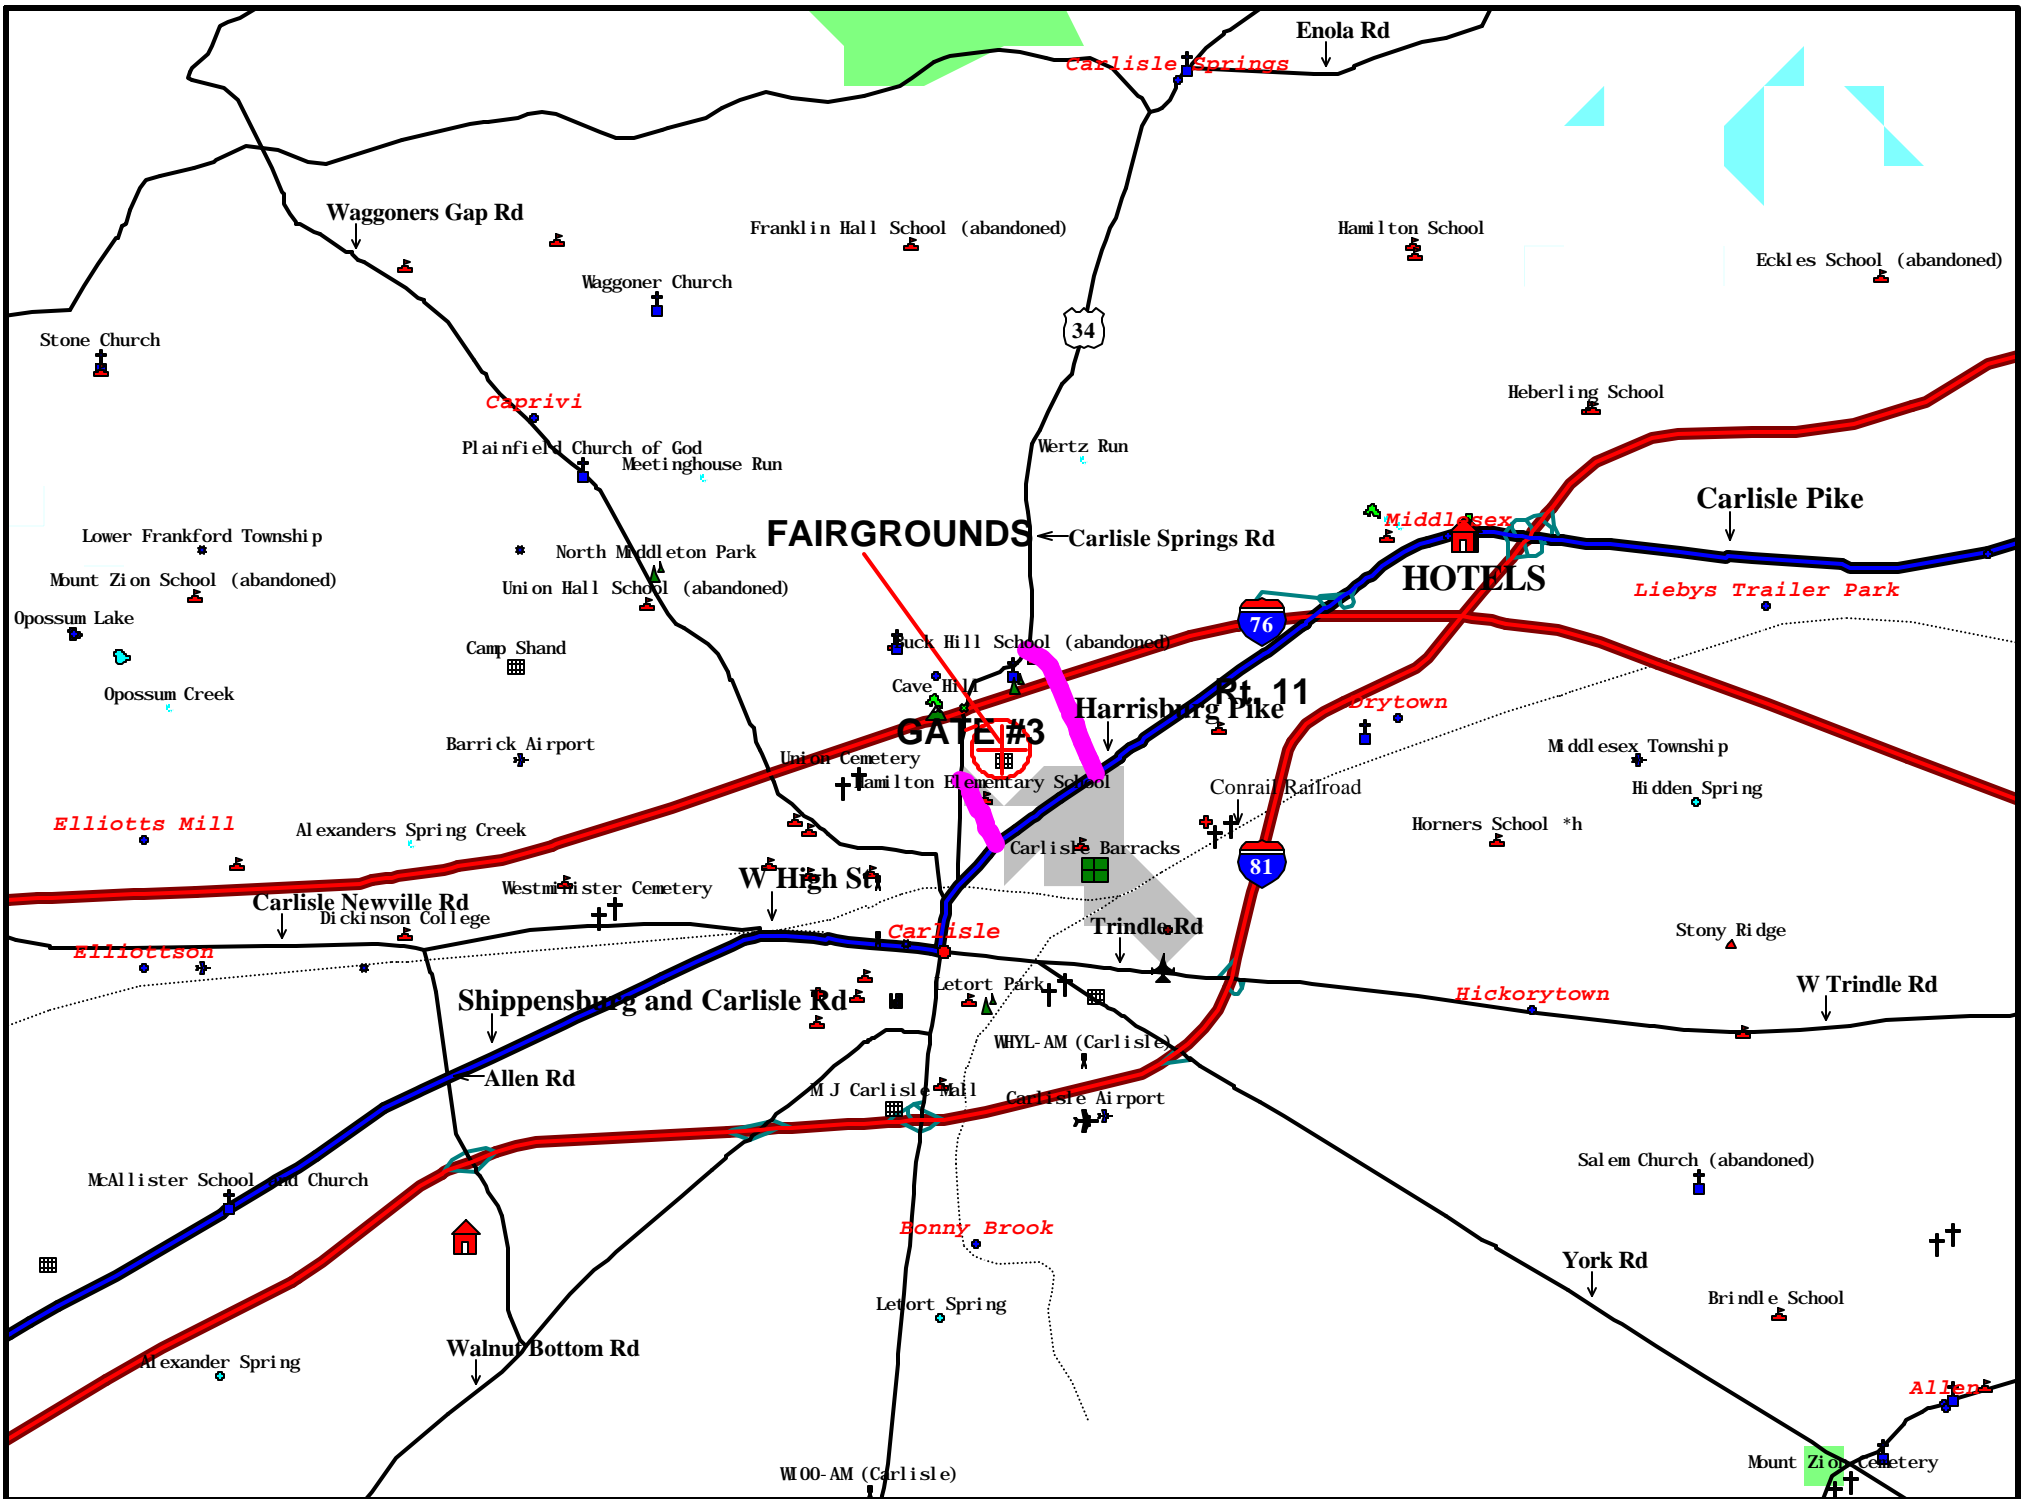 Enola Rd
Carlisle Springs
Waggoners Gap Rd
Franklin Hall School (abandoned)
Hamilton School
Eckles School (abandoned)
Waggoner Church
34
Stone Church
Caprivi
Heberling School
Plainfield Church of God
Meetinghouse Run
Wertz Run
Carlisle Pike
Middlesex
FAIRGROUNDS
Carlisle Springs Rd
Lower Frankford Township
North Middleton Park
Mount Zion School (abandoned)
Union Hall School (abandoned)
HOTELS
Liebys Trailer Park
Opossum Lake
76
Camp Shand
Buck Hill School (abandoned)
Cave Hill
Opossum Creek
Rt. 11
Harrisburg Pike
Drytown
GATE #3
Barrick Airport
Union Cemetery
Middlesex Township
Hamilton Elementary School
Conrail Railroad
Hidden Spring
Elliotts Mill
Alexanders Spring Creek
Horners School *h
Carlisle Barracks
81
W High St
Westminister Cemetery
Carlisle Newville Rd
Dickinson College
Carlisle
Trindle Rd
Stony Ridge
Elliottson
Letort Park
W Trindle Rd
Shippensburg and Carlisle Rd
Hickorytown
WHYL-AM (Carlisle)
Allen Rd
M J Carlisle Mall
Carlisle Airport
Salem Church (abandoned)
McAllister School and Church
Bonny Brook
York Rd
Letort Spring
Brindle School
Walnut Bottom Rd
Alexander Spring
Allen
Mount Zion Cemetery
WIOO-AM (Carlisle)